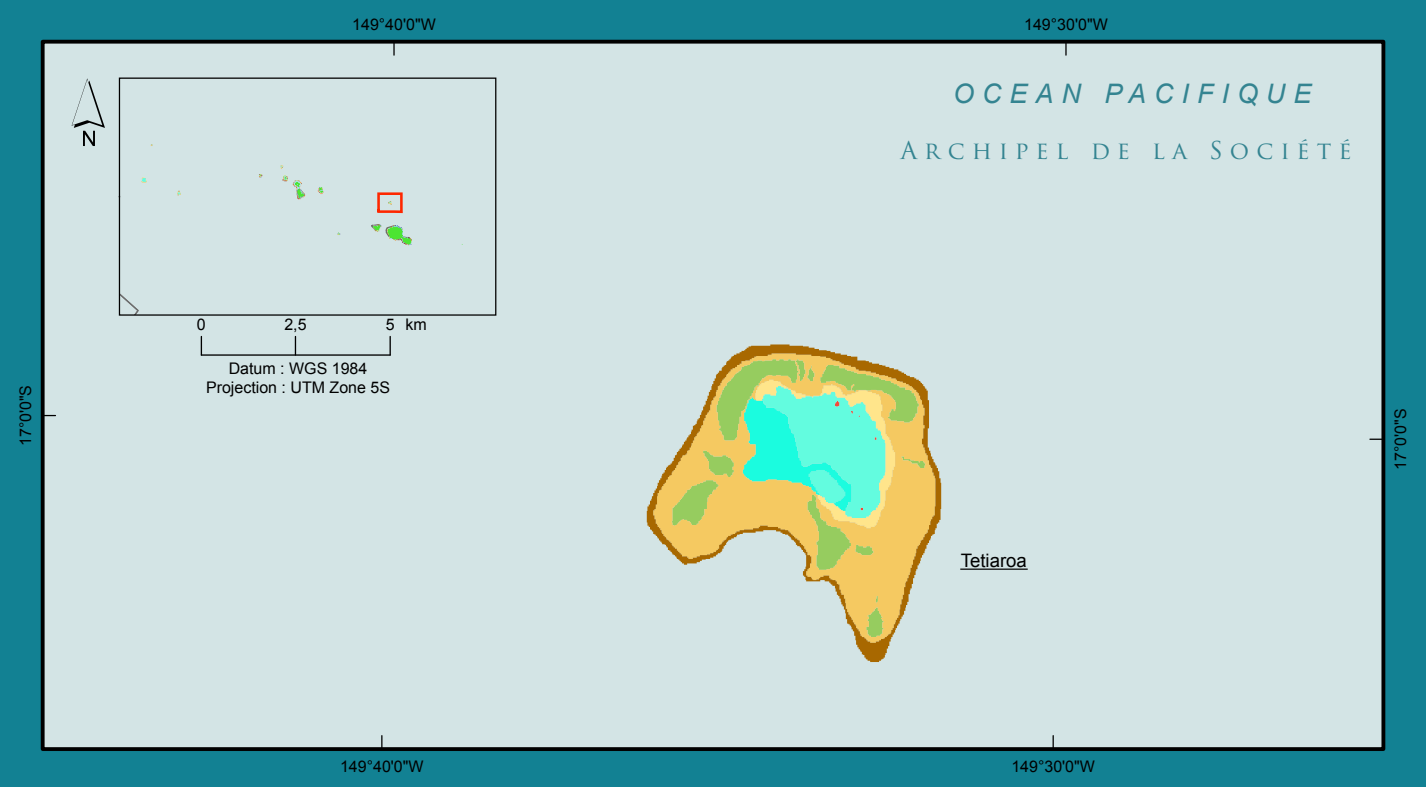 149°40'0"W
149°30'0"W
OCEAN PACIFIQUE
ARCHIPEL DE LA SOCIÉTÉ
N
0 2,5 5 km
Datum : WGS 1984
Projection : UTM Zone 5S
17°0'0"S
17°0'0"S
Tetiaroa
149°40'0"W
149°30'0"W